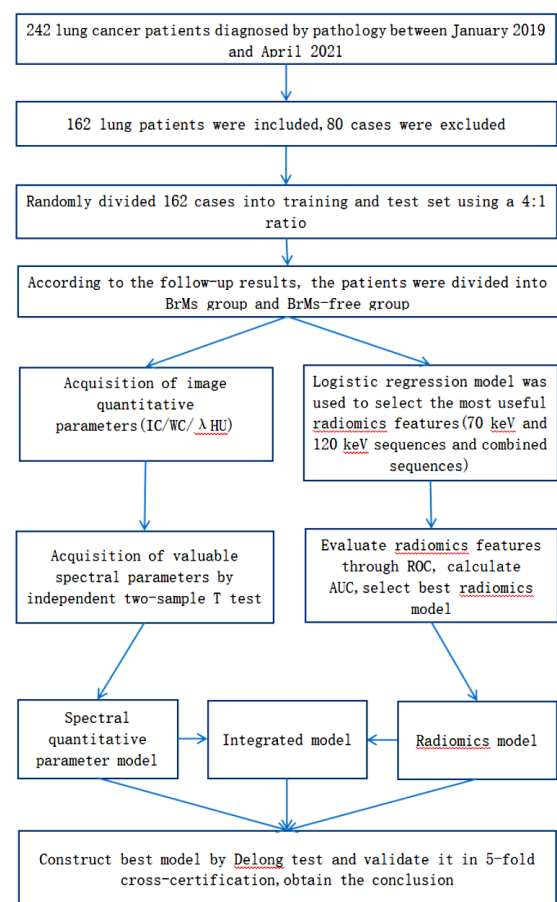 242 lung cancer patients diagnosed by pathology between January 2019
and April 2021
162 lung patients were included,80 cases were excluded
Randomly divided 162 cases into training and test set using a 4:1
ratio
According to the follow-up results, the patients were divided into
BrMs group and BrMs-free group
Acquisition of image
quantitative
parameters(IC/WC/λHU)
Logistic regression model was
used to select the most useful
radiomics features(70 keV and
120 keV sequences and combined
sequences)
Acquisition of valuable
spectral parameters by
independent two-sample T test
Evaluate radiomics features
through ROC, calculate
AUC,select best radiomics
model
Spectral
quantitative
parameter model
Integrated model
Radiomics model
Construct best model by Delong test and validate it in 5-fold
cross-certification,obtain the conclusion